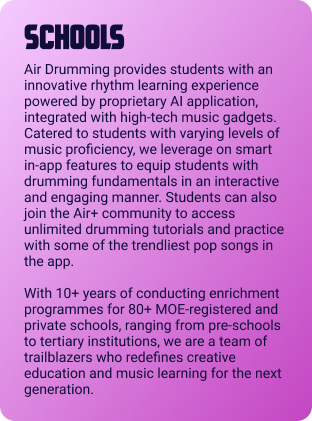 SCHOOLS
Air Drumming provides students with an
innovative rhythm learning experience
powered by proprietary AI application,
integrated with high-tech music gadgets.
Catered to students with varying levels of
music proficiency, we leverage on smart
in-app features to equip students with
drumming fundamentals in an interactive
and engaging manner. Students can also
join the Air+ community to access
unlimited drumming tutorials and practice
with some of the trendliest pop songs in
the app.
With 10+ years of conducting enrichment
programmes for 80+ MOE-registered and
private schools, ranging from pre-schools
to tertiary institutions, we are a team of
trailblazers who redefines creative
education and music learning for the next
generation.